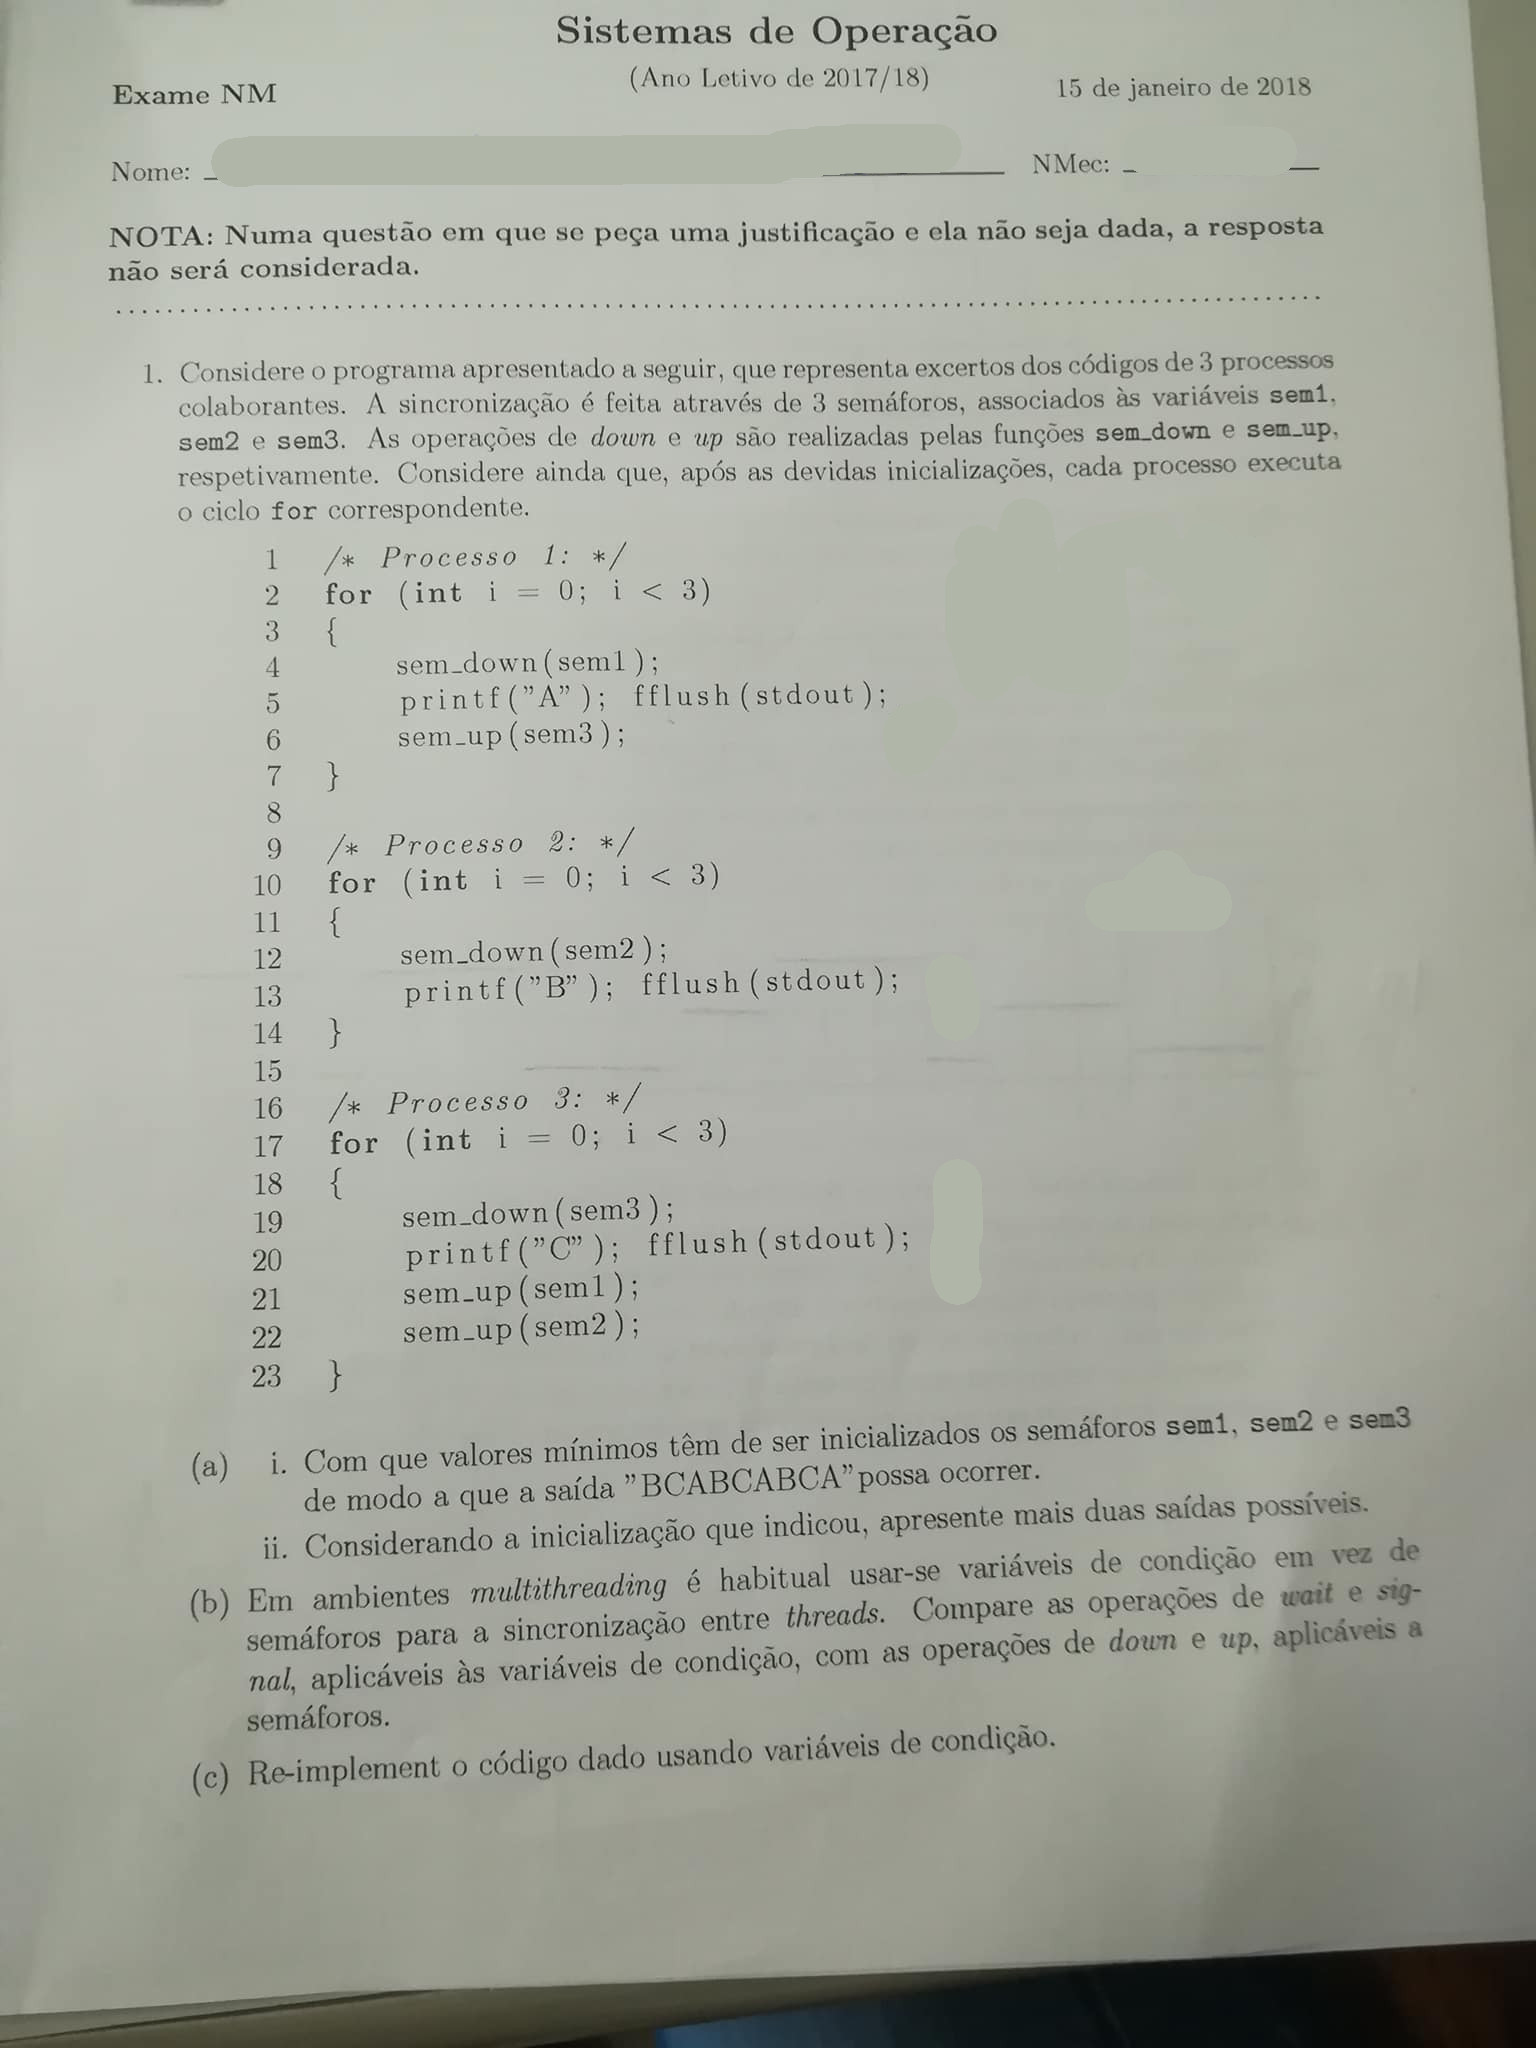 Sistemas de Operação
(Ano Letivo de 2017/18)
Exame NM
15 de janeiro de 2018
Nome:
NMec:
NOTA: Numa questão em que se peça uma justificação e ela não seja dada, a resposta
não será considerada.
1. Considere o programa apresentado a seguir, que representa excertos dos códigos de 3 processos
colaborantes. A sincronização é feita através de 3 semáforos, associados às variáveis sem1,
sem2 e sem3. As operações de down e up são realizadas pelas funções sem_down e sem_up,
respetivamente. Considere ainda que, após as devidas inicializações, cada processo executa
o ciclo for correspondente.
1 /* Processo 1: */
2 for (int i = 0; i < 3)
3 {
4 sem_down(sem1);
5 printf("A"); fflush(stdout);
6 sem_up(sem3);
7 }
8
9 /* Processo 2: */
10 for (int i = 0; i < 3)
11 {
12 sem_down(sem2);
13 printf("B"); fflush(stdout);
14 }
15
16 /* Processo 3: */
17 for (int i = 0; i < 3)
18 {
19 sem_down(sem3);
20 printf("C"); fflush(stdout);
21 sem_up(sem1);
22 sem_up(sem2);
23 }
(a) i. Com que valores mínimos têm de ser inicializados os semáforos sem1, sem2 e sem3
de modo a que a saída "BCABCABCA" possa ocorrer.
ii. Considerando a inicialização que indicou, apresente mais duas saídas possíveis.
(b) Em ambientes multithreading é habitual usar-se variáveis de condição em vez de
semáforos para a sincronização entre threads. Compare as operações de wait e sig-
nal, aplicáveis às variáveis de condição, com as operações de down e up, aplicáveis a
semáforos.
(c) Re-implement o código dado usando variáveis de condição.